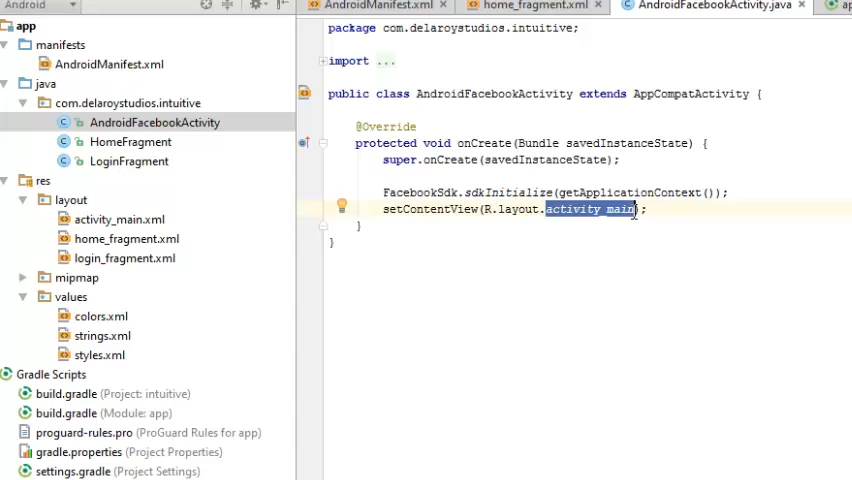 Android
app
manifests
AndroidManifest.xml
java
com.delaroystudios.intuitive
AndroidFacebookActivity
HomeFragment
LoginFragment
res
layout
activity_main.xml
home_fragment.xml
login_fragment.xml
mipmap
values
colors.xml
strings.xml
styles.xml
Gradle Scripts
build.gradle (Project: intuitive)
build.gradle (Module: app)
proguard-rules.pro (ProGuard Rules for app)
gradle.properties (Project Properties)
settings.gradle (Project Settings)
AndroidManifest.xml
home_fragment.xml
AndroidFacebookActivity.java
package com.delaroystudios.intuitive;
import ...
public class AndroidFacebookActivity extends AppCompatActivity {
@Override
protected void onCreate(Bundle savedInstanceState) {
super.onCreate(savedInstanceState);
FacebookSdk.sdkInitialize(getApplicationContext());
setContentView(R.layout.activity_main);
}
}